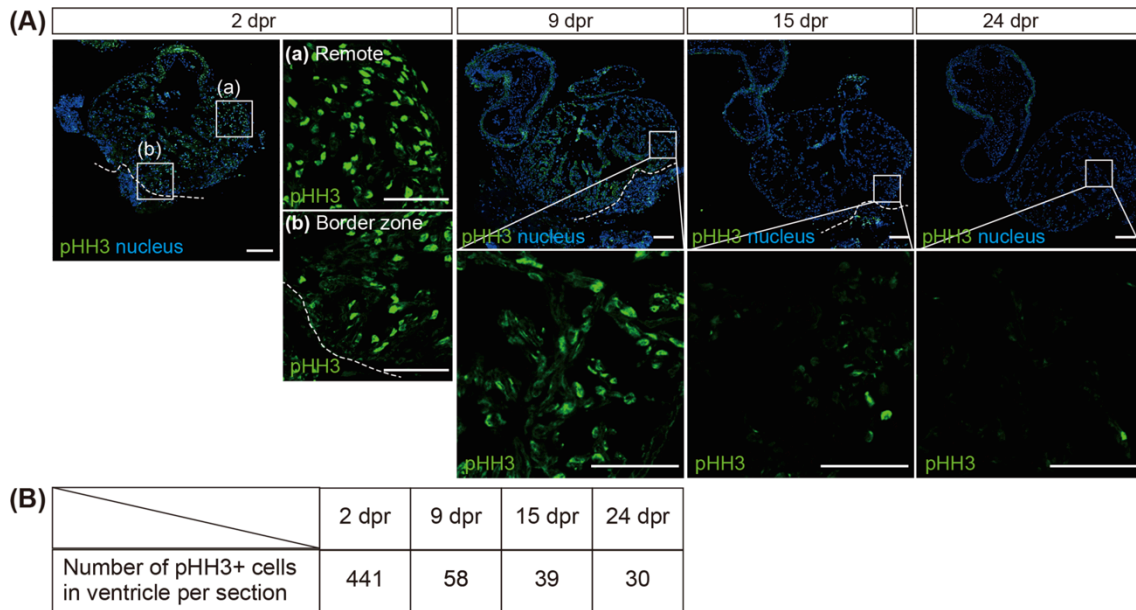 (A)
2 dpr
9 dpr
15 dpr
24 dpr
(a)
(b)
pHH3 nucleus
(a) Remote
pHH3
(b) Border zone
pHH3
pHH3 nucleus
pHH3 nucleus
pHH3 nucleus
pHH3
pHH3
pHH3
(B)
2 dpr
9 dpr
15 dpr
24 dpr
Number of pHH3+ cells
in ventricle per section
441
58
39
30